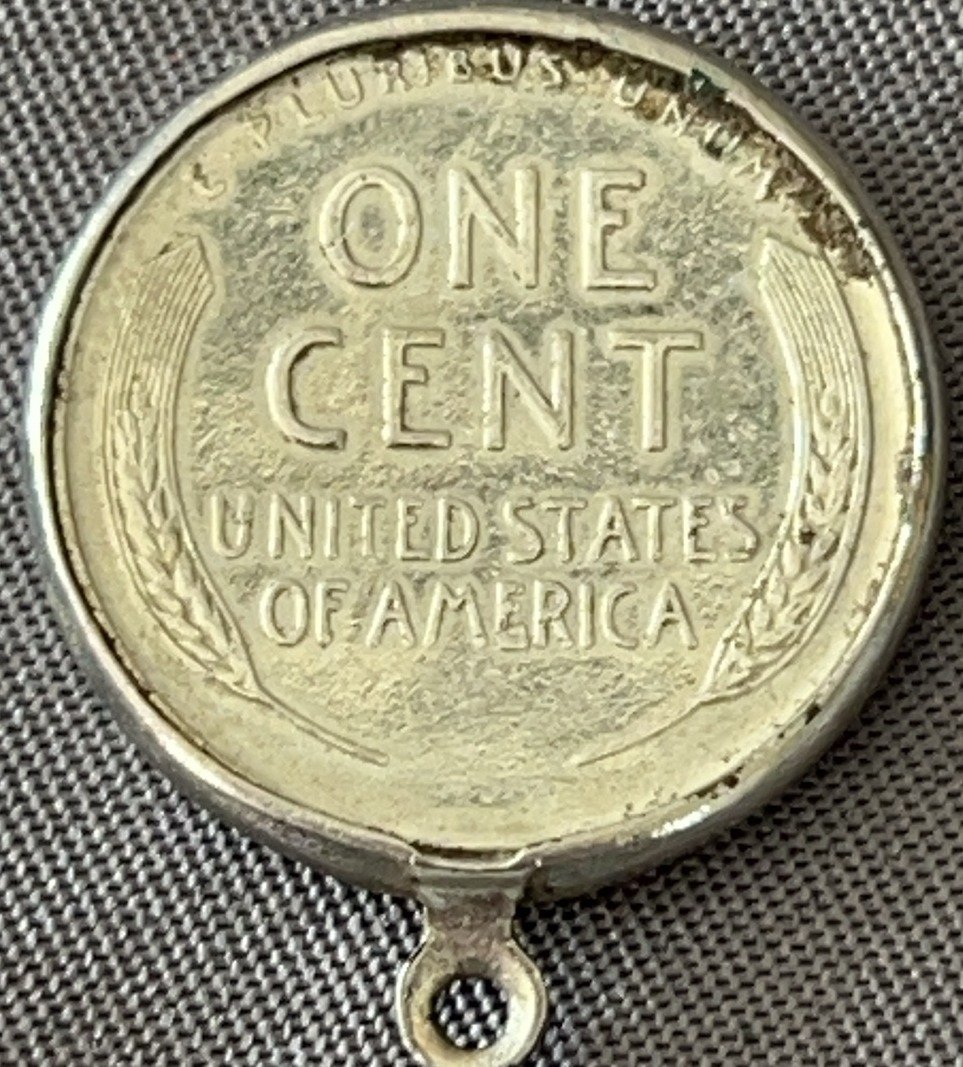 E·PLURIBUS·UNUM
ONE
CENT
UNITED STATES
OF AMERICA